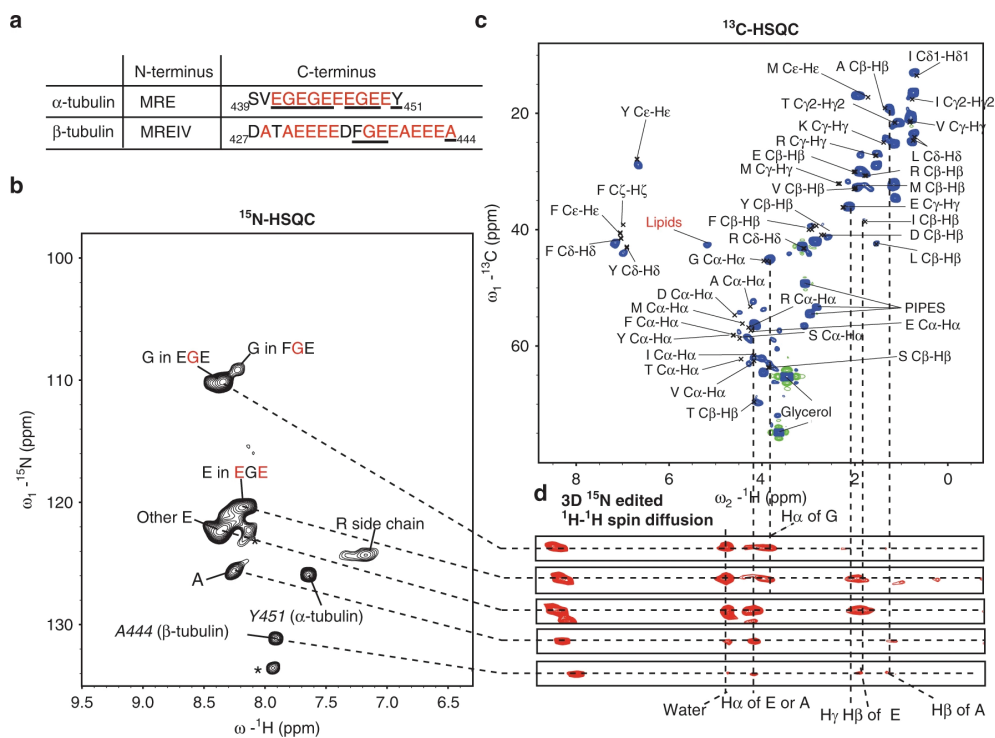 a
N-terminus C-terminus
α-tubulin MRE 439SVEGEGEEEGEEY451
β-tubulin MREIV 427DATAEEEEDFGEEAEEEA444
b
15N-HSQC
100
110
120
130
ω1 -15N (ppm)
G in EGE
G in FGE
E in EGE
Other E
R side chain
A
Y451 (α-tubulin)
A444 (β-tubulin)
*
*
9.5 9.0 8.5 8.0 7.5 7.0 6.5
ω -1H (ppm)
c
13C-HSQC
20
40
60
ω1 -13C (ppm)
I Cδ1-Hδ1
A Cβ-Hβ
M Cε-Hε
T Cγ2-Hγ2
I Cγ2-Hγ2
K Cγ-Hγ
V Cγ-Hγ
R Cγ-Hγ
L Cδ-Hδ
E Cβ-Hβ
R Cβ-Hβ
M Cγ-Hγ
M Cβ-Hβ
V Cβ-Hβ
Y Cε-Hε
F Cζ-Hζ
F Cε-Hε
F Cδ-Hδ
Y Cδ-Hδ
Lipids
Y Cβ-Hβ
E Cγ-Hγ
F Cβ-Hβ
I Cβ-Hβ
R Cδ-Hδ
D Cβ-Hβ
L Cβ-Hβ
G Cα-Hα
A Cα-Hα
D Cα-Hα
R Cα-Hα
PIPES
M Cα-Hα
F Cα-Hα
E Cα-Hα
Y Cα-Hα
S Cα-Hα
I Cα-Hα
S Cβ-Hβ
T Cα-Hα
V Cα-Hα
T Cβ-Hβ
Glycerol
8 6 4 2 0
ω2 -1H (ppm)
d
3D 15N edited
1H-1H spin diffusion
Hα of G
Water
Hα of E or A
Hγ Hβ of E
Hβ of A